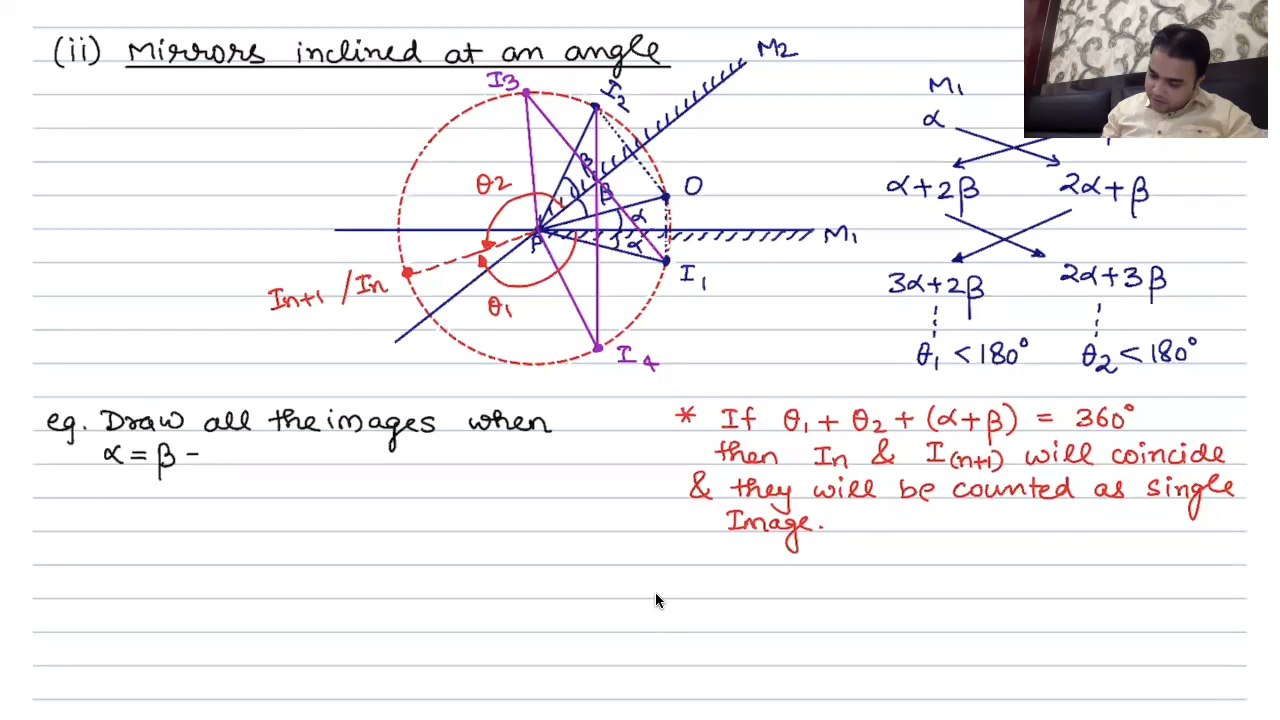 (ii) Mirrors inclined at an angle
M2
I3
I2
M1
α
β
θ2
β
O
α+2β
2α+β
α
P
α
M1
I1
In+1 / In
θ1
3α+2β
2α+3β
I4
θ1 < 180°
θ2 < 180°
eg. Draw all the images when
α = β –
* If θ1 + θ2 + (α+β) = 360°
then In & I(n+1) will coincide
& they will be counted as single
Image.